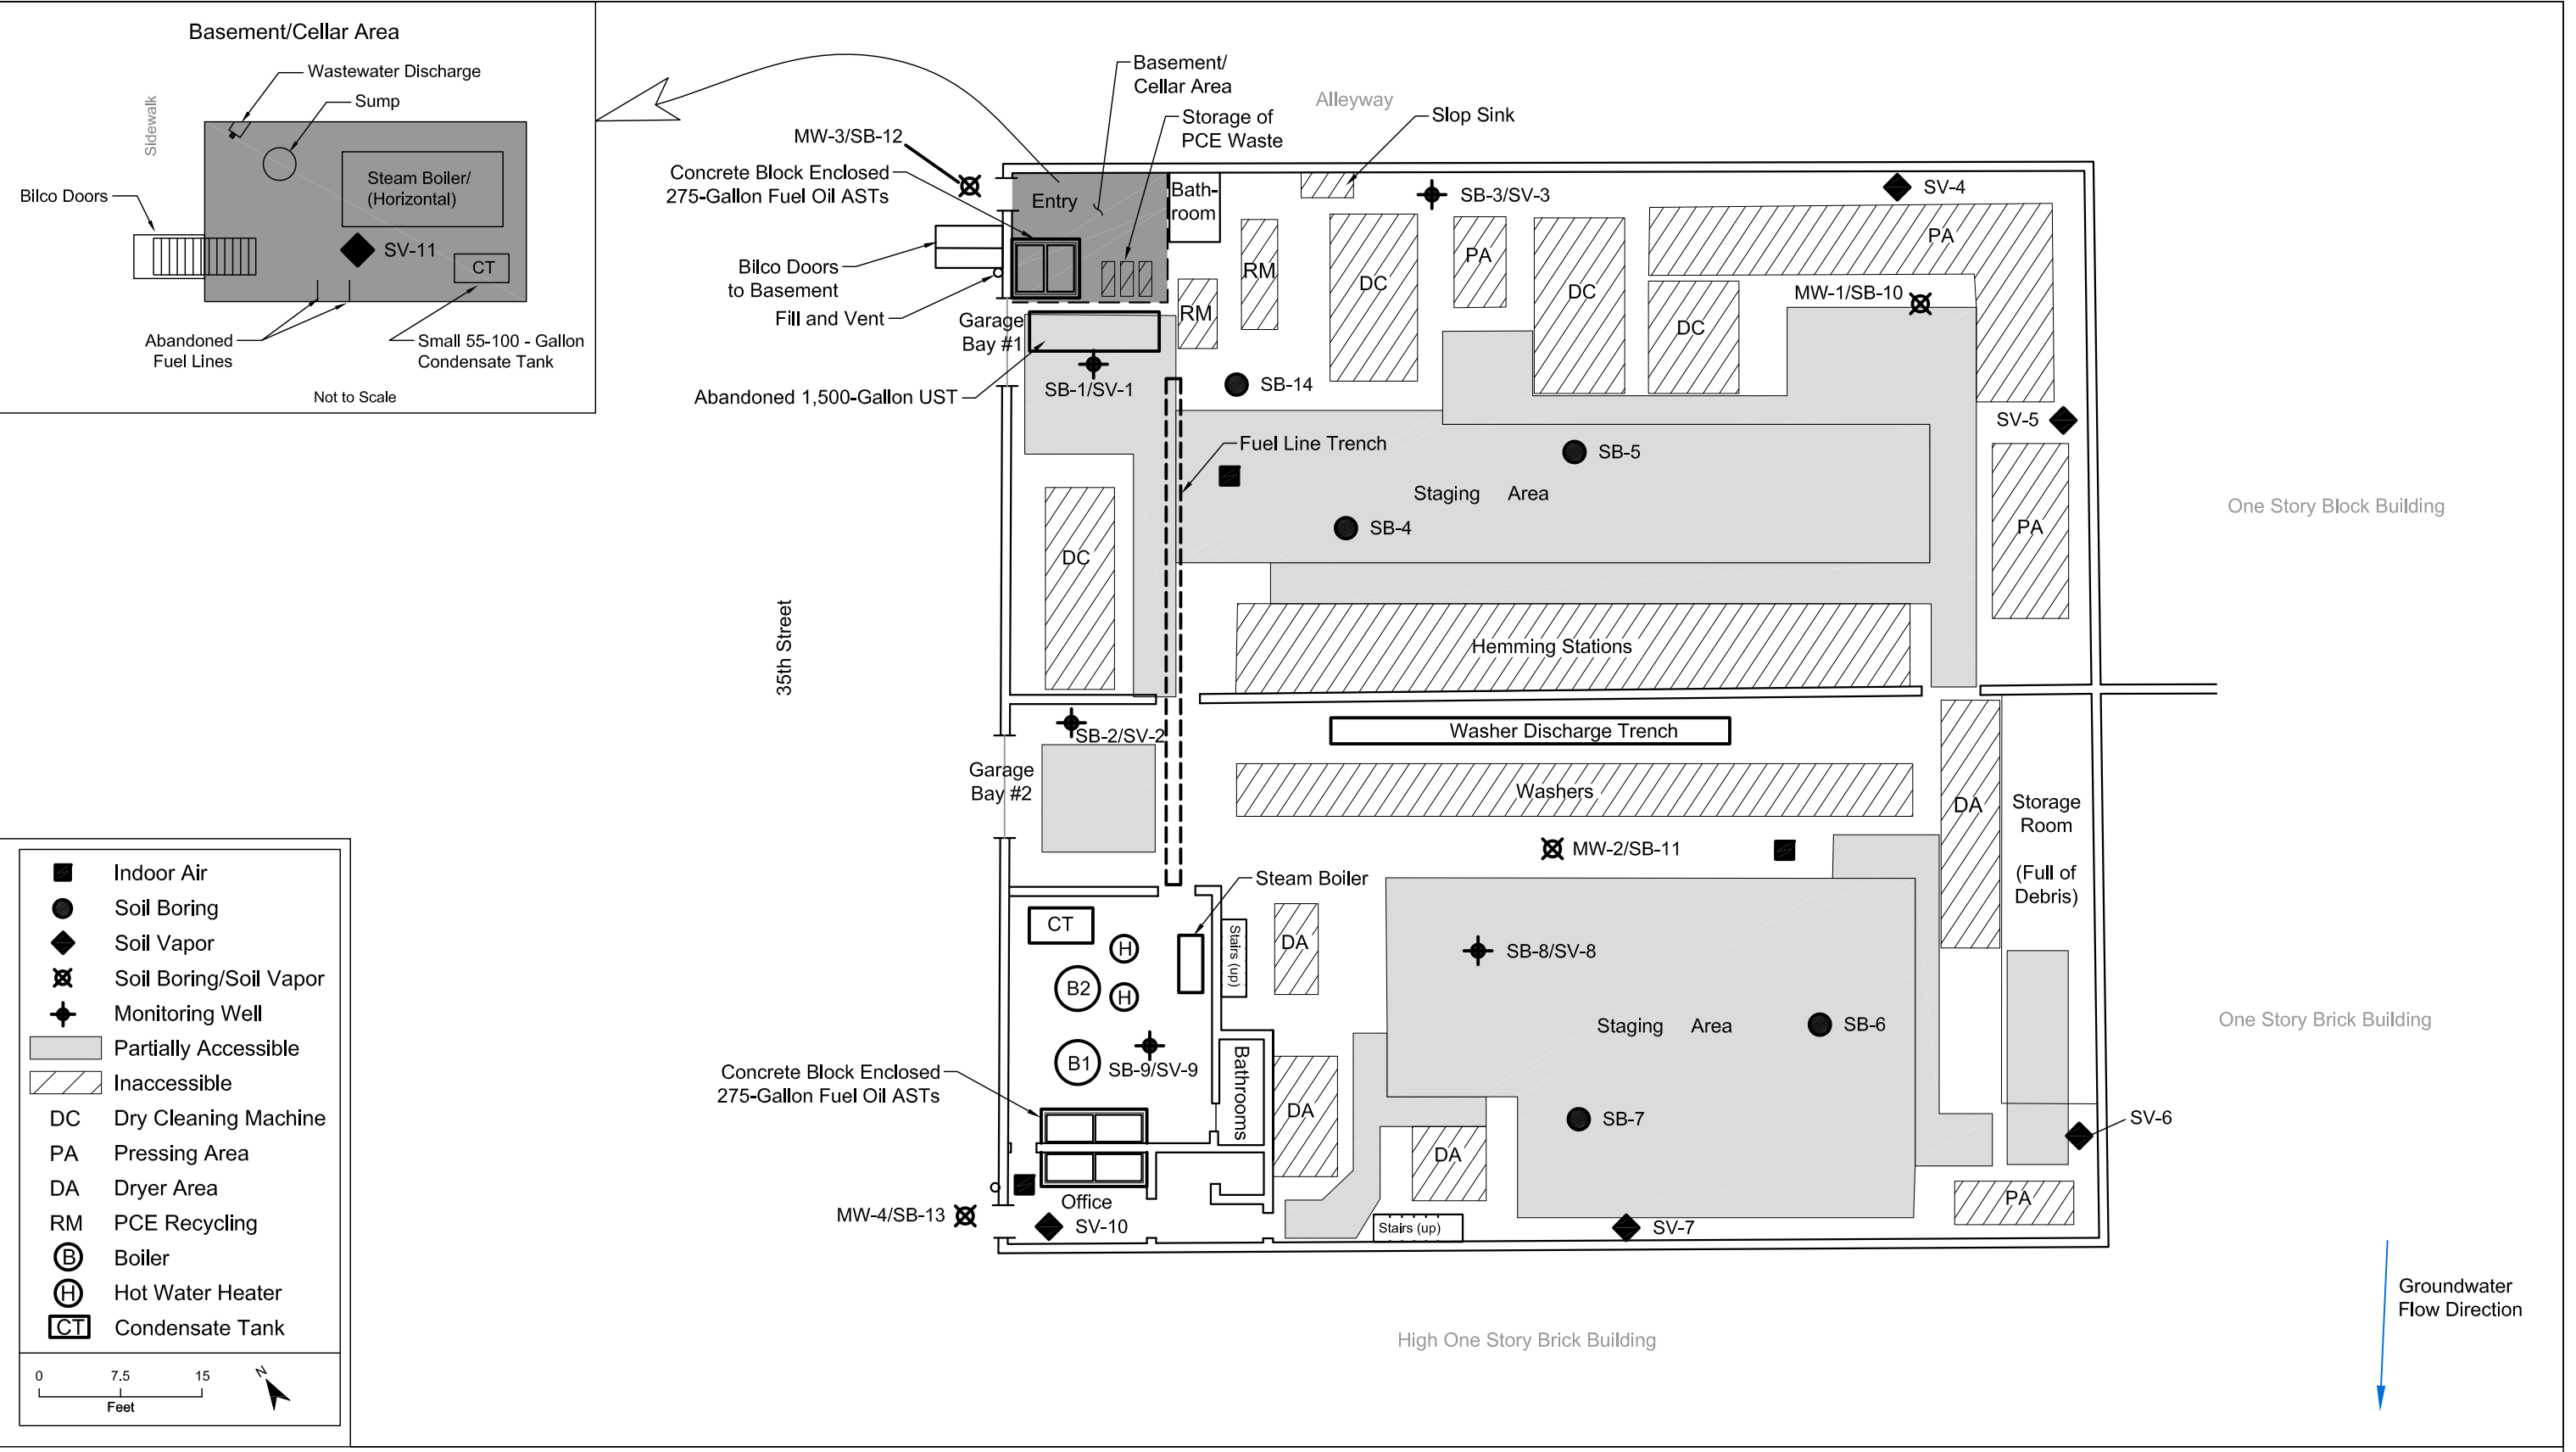 Basement/Cellar Area
Wastewater Discharge
Sump
Sidewalk
Bilco Doors
Steam Boiler/
(Horizontal)
SV-11
CT
Abandoned
Fuel Lines
Small 55-100 - Gallon
Condensate Tank
Not to Scale
Basement/
Cellar Area
Alleyway
Storage of
PCE Waste
Slop Sink
MW-3/SB-12
Concrete Block Enclosed
275-Gallon Fuel Oil ASTs
Entry
Bath-
room
SB-3/SV-3
SV-4
PA
RM
DC
PA
DC
DC
MW-1/SB-10
Bilco Doors
to Basement
Fill and Vent
RM
Garage
Bay #1
SB-1/SV-1
Abandoned 1,500-Gallon UST
SB-14
SV-5
Fuel Line Trench
SB-5
Staging Area
SB-4
PA
One Story Block Building
DC
35th Street
Hemming Stations
SB-2/SV-2
Washer Discharge Trench
Garage
Bay #2
Washers
DA
Storage
Room
(Full of
Debris)
MW-2/SB-11
Steam Boiler
CT
H
Stairs (up)
DA
SB-8/SV-8
B2
H
Staging Area
SB-6
One Story Brick Building
B1
SB-9/SV-9
Bathrooms
Concrete Block Enclosed
275-Gallon Fuel Oil ASTs
DA
SB-7
DA
SV-6
PA
Office
MW-4/SB-13
SV-10
Stairs (up)
SV-7
High One Story Brick Building
Groundwater
Flow Direction
Indoor Air
Soil Boring
Soil Vapor
Soil Boring/Soil Vapor
Monitoring Well
Partially Accessible
Inaccessible
DC Dry Cleaning Machine
PA Pressing Area
DA Dryer Area
RM PCE Recycling
B Boiler
H Hot Water Heater
CT Condensate Tank
0 7.5 15
Feet
N